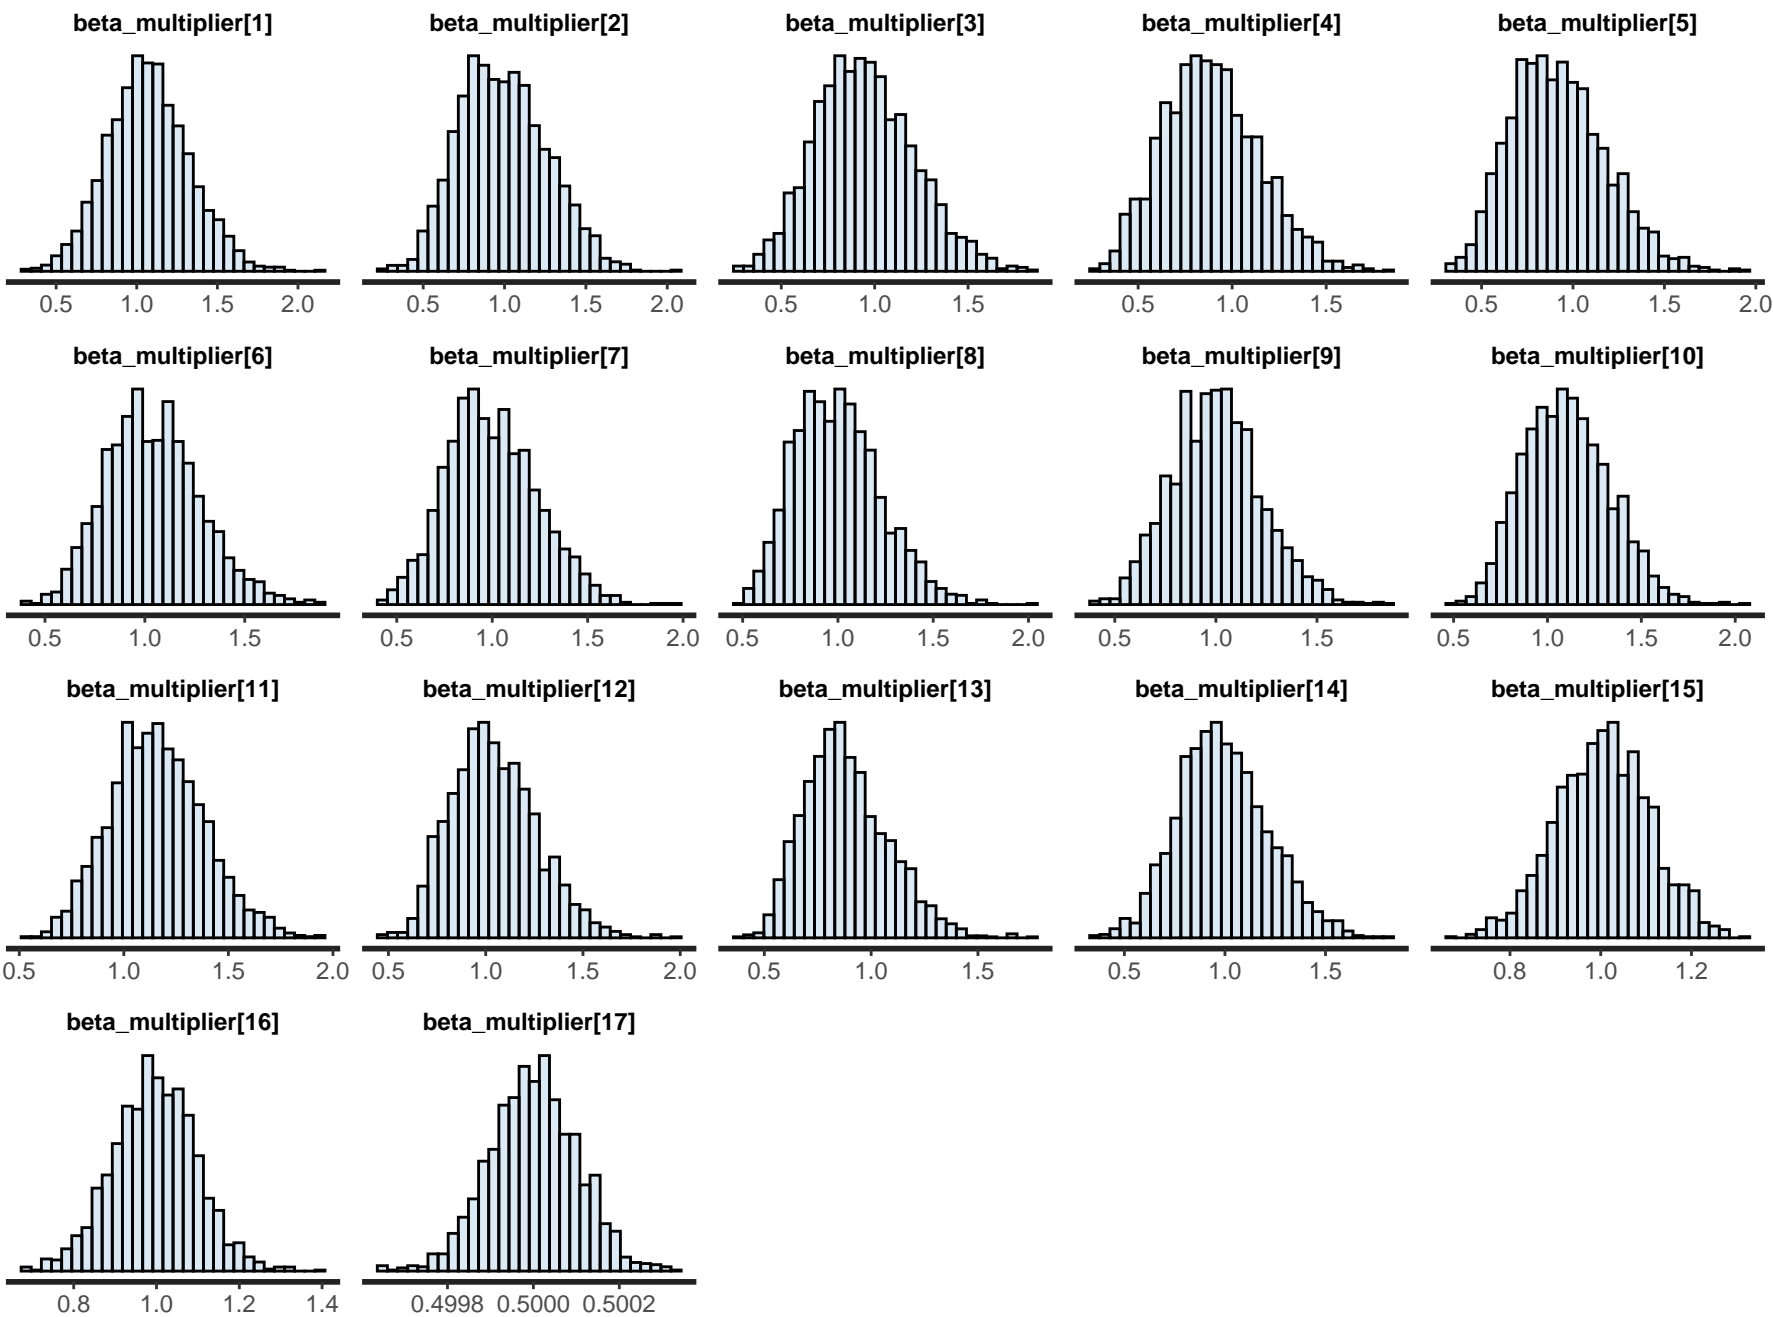 beta_multiplier[1] beta_multiplier[2] beta_multiplier[3] beta_multiplier[4] beta_multiplier[5]
0.5 1.0 1.5 2.0 0.5 1.0 1.5 2.0 0.5 1.0 1.5 0.5 1.0 1.5 0.5 1.0 1.5 2.0
beta_multiplier[6] beta_multiplier[7] beta_multiplier[8] beta_multiplier[9] beta_multiplier[10]
0.5 1.0 1.5 0.5 1.0 1.5 2.0 0.5 1.0 1.5 2.0 0.5 1.0 1.5 0.5 1.0 1.5 2.0
beta_multiplier[11] beta_multiplier[12] beta_multiplier[13] beta_multiplier[14] beta_multiplier[15]
0.5 1.0 1.5 2.0 0.5 1.0 1.5 2.0 0.5 1.0 1.5 0.5 1.0 1.5 0.8 1.0 1.2
beta_multiplier[16] beta_multiplier[17]
0.8 1.0 1.2 1.4 0.4998 0.5000 0.5002